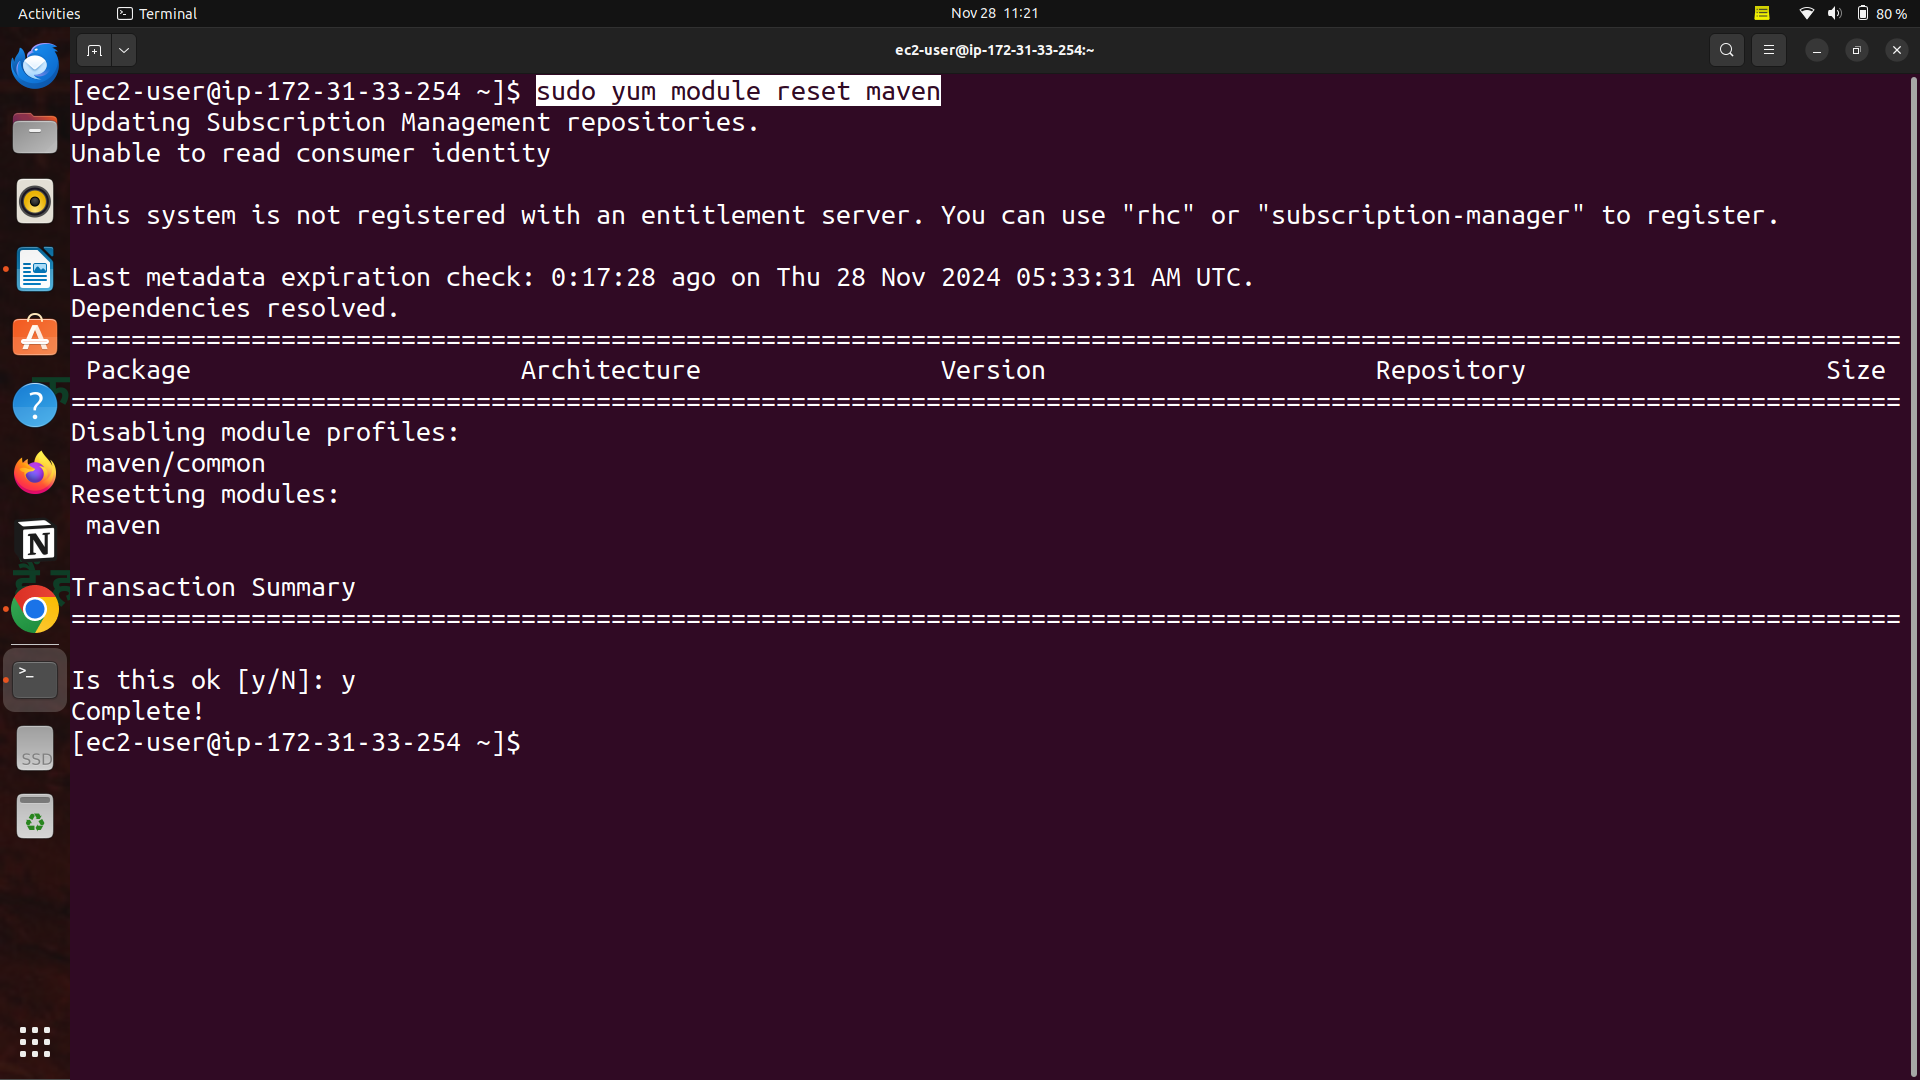 Activities Terminal Nov 28 11:21 80 %
ec2-user@ip-172-31-33-254:~
[ec2-user@ip-172-31-33-254 ~]$ sudo yum module reset maven
Updating Subscription Management repositories.
Unable to read consumer identity
This system is not registered with an entitlement server. You can use "rhc" or "subscription-manager" to register.
Last metadata expiration check: 0:17:28 ago on Thu 28 Nov 2024 05:33:31 AM UTC.
Dependencies resolved.
==========================================================================================================================
Package Architecture Version Repository Size
==========================================================================================================================
Disabling module profiles:
maven/common
Resetting modules:
maven
Transaction Summary
==========================================================================================================================
Is this ok [y/N]: y
Complete!
[ec2-user@ip-172-31-33-254 ~]$
SSD